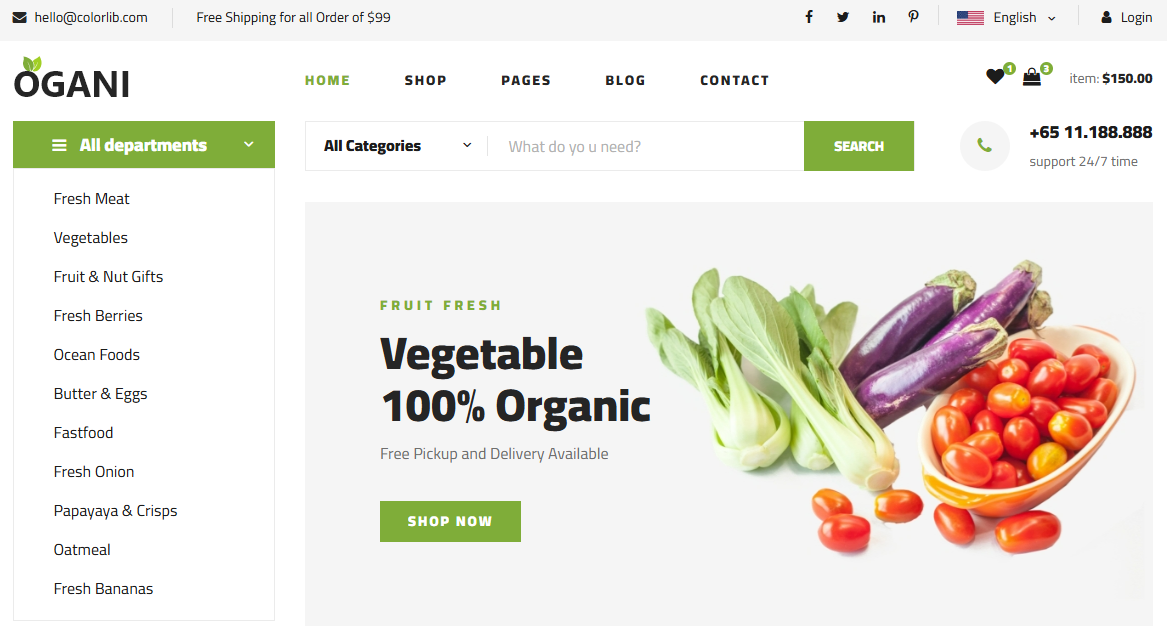 hello@colorlib.com Free Shipping for all Order of $99 English Login
OGANI HOME SHOP PAGES BLOG CONTACT 1 3 item: $150.00
All departments All Categories What do yo u need? SEARCH +65 11.188.888
support 24/7 time
Fresh Meat
Vegetables
Fruit & Nut Gifts
Fresh Berries
Ocean Foods
Butter & Eggs
Fastfood
Fresh Onion
Papayaya & Crisps
Oatmeal
Fresh Bananas
FRUIT FRESH
Vegetable
100% Organic
Free Pickup and Delivery Available
SHOP NOW